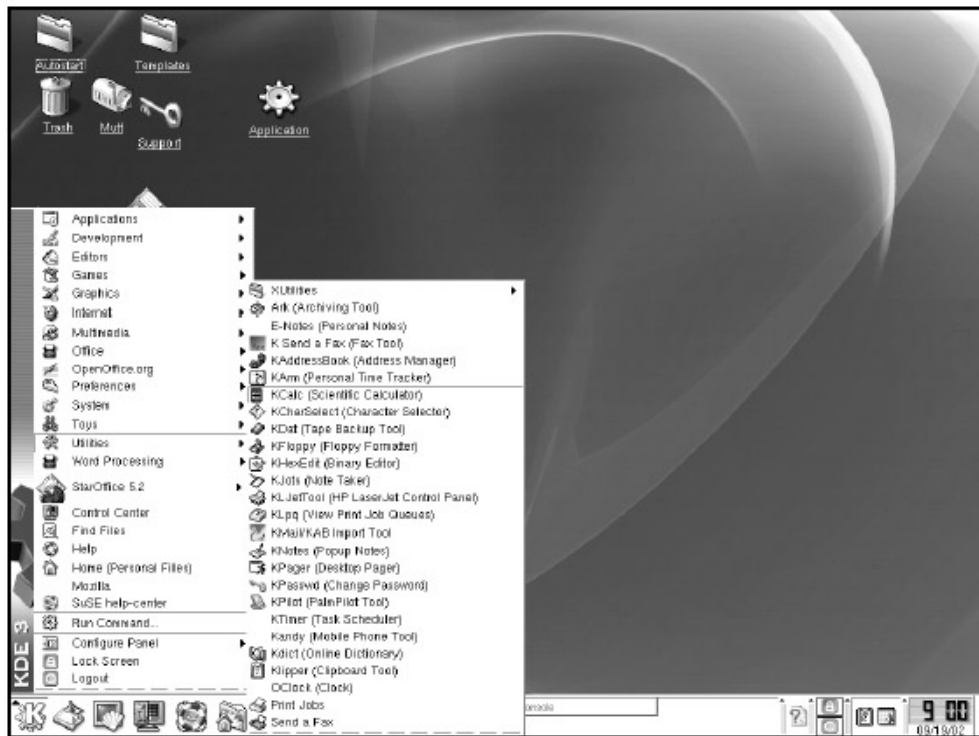 Autostart
Templates
Trash
Mutt
Support
Application
Applications
Development
Editors
Games
Graphics
Internet
Multimedia
Office
OpenOffice.org
Preferences
System
Toys
Utilities
Word Processing
StarOffice 5.2
Control Center
Find Files
Help
Home (Personal Files)
Mozilla
SuSE help-center
Run Command...
Configure Panel
Lock Screen
Logout
KDE 3
XUtilities
Ark (Archiving Tool)
E-Notes (Personal Notes)
K Send a Fax (Fax Tool)
KAddressBook (Address Manager)
KArm (Personal Time Tracker)
KCalc (Scientific Calculator)
KCharSelect (Character Selector)
KDat (Tape Backup Tool)
KFloppy (Floppy Formatter)
KHexEdit (Binary Editor)
KJots (Note Taker)
KLJetTool (HP LaserJet Control Panel)
KLpq (View Print Job Queues)
KMail/KAB Import Tool
KNotes (Popup Notes)
KPager (Desktop Pager)
KPasswd (Change Password)
KPilot (PalmPilot Tool)
KTimer (Task Scheduler)
Kandy (Mobile Phone Tool)
Kdict (Online Dictionary)
Klipper (Clipboard Tool)
OClock (Clock)
Print Jobs
Send a Fax
onsole
9 00
09/19/02